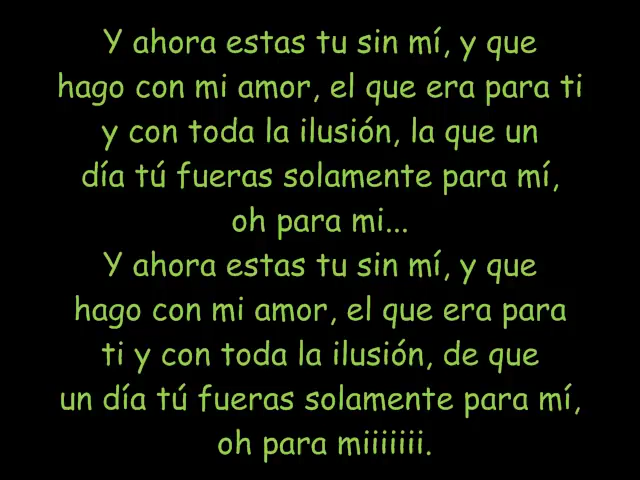 Y ahora estas tu sin mí, y que
hago con mi amor, el que era para ti
y con toda la ilusión, la que un
día tú fueras solamente para mí,
oh para mi...
Y ahora estas tu sin mí, y que
hago con mi amor, el que era para
ti y con toda la ilusión, de que
un día tú fueras solamente para mí,
oh para miiiiiii.